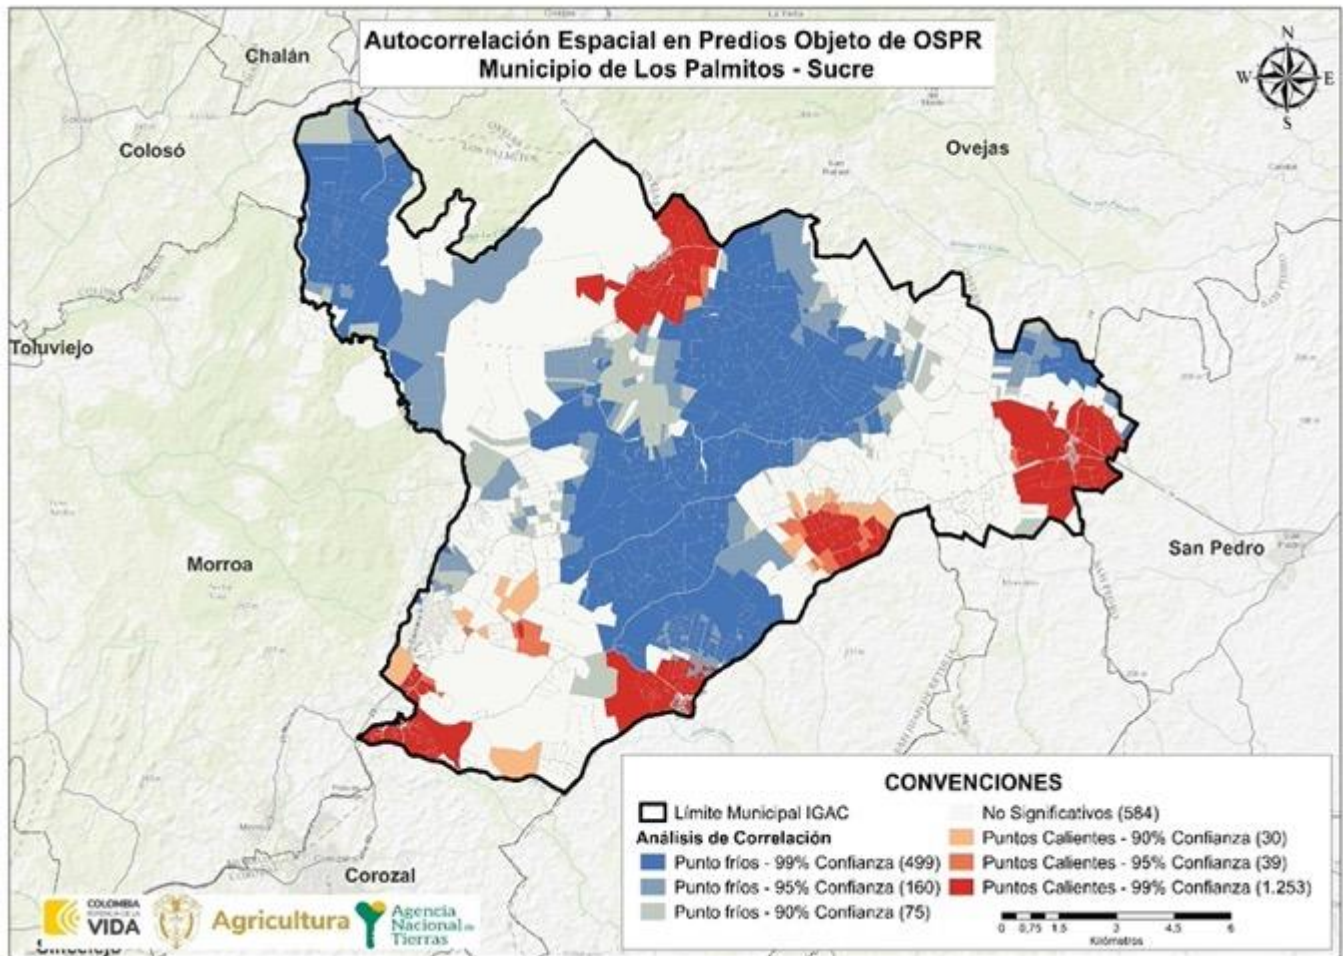 Autocorrelación Espacial en Predios Objeto de OSPR
Municipio de Los Palmitos - Sucre
N
W
E
S
Chalán
Colosó
Ovejas
Toluviejo
Morroa
San Pedro
Corozal
CONVENCIONES
Límite Municipal IGAC
Análisis de Correlación
Punto fríos - 99% Confianza (499)
Punto fríos - 95% Confianza (160)
Punto fríos - 90% Confianza (75)
No Significativos (584)
Puntos Calientes - 90% Confianza (30)
Puntos Calientes - 95% Confianza (39)
Puntos Calientes - 99% Confianza (1.253)
0 0,75 1,5 3 4,5 6
Kilómetros
COLOMBIA
POTENCIA DE LA
VIDA
Agricultura
Agencia
Nacional de
Tierras